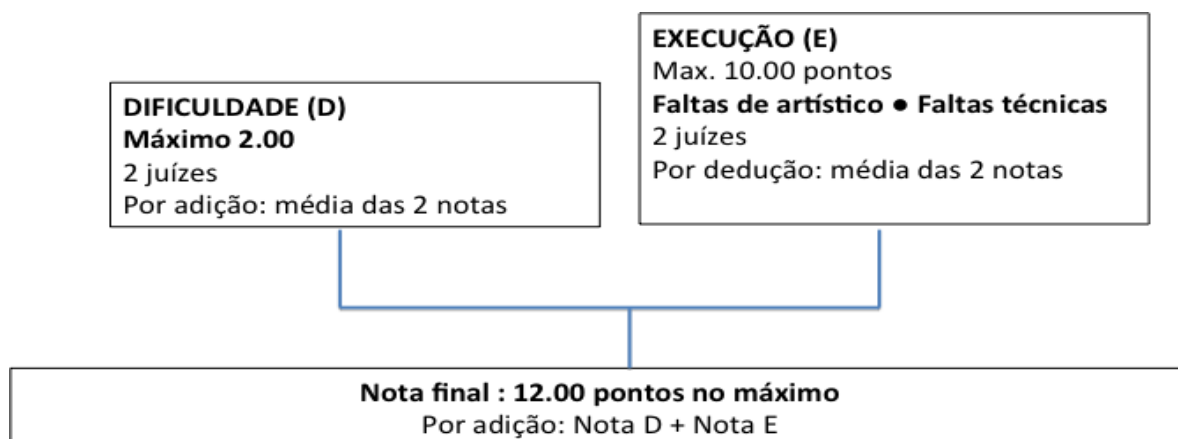 DIFICULDADE (D)
Máximo 2.00
2 juízes
Por adição: média das 2 notas
EXECUÇÃO (E)
Max. 10.00 pontos
Faltas de artístico ● Faltas técnicas
2 juízes
Por dedução: média das 2 notas
Nota final : 12.00 pontos no máximo
Por adição: Nota D + Nota E